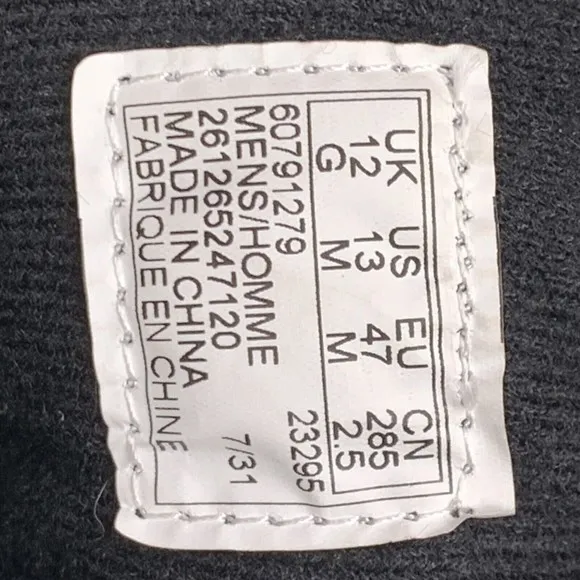 UK US EU CN
12 13 47 285
G M M 2.5
60791279 23295
MENS/HOMME
261265247120 7/31
MADE IN CHINA
FABRIQUE EN CHINE